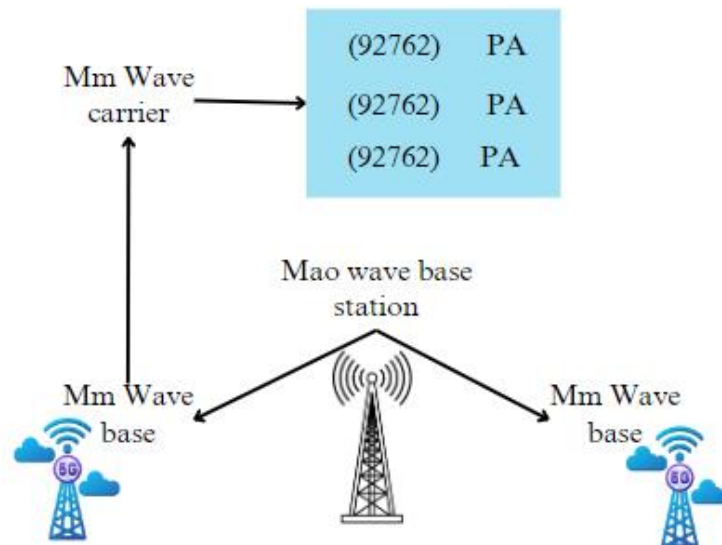 Mm Wave
carrier
(92762) PA
(92762) PA
(92762) PA
Mao wave base
station
Mm Wave
base
5G
Mm Wave
base
5G